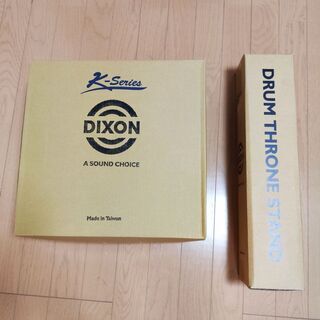 K-Series
DIXON
A SOUND CHOICE
Made in Taiwan
DRUM THRONE STAND